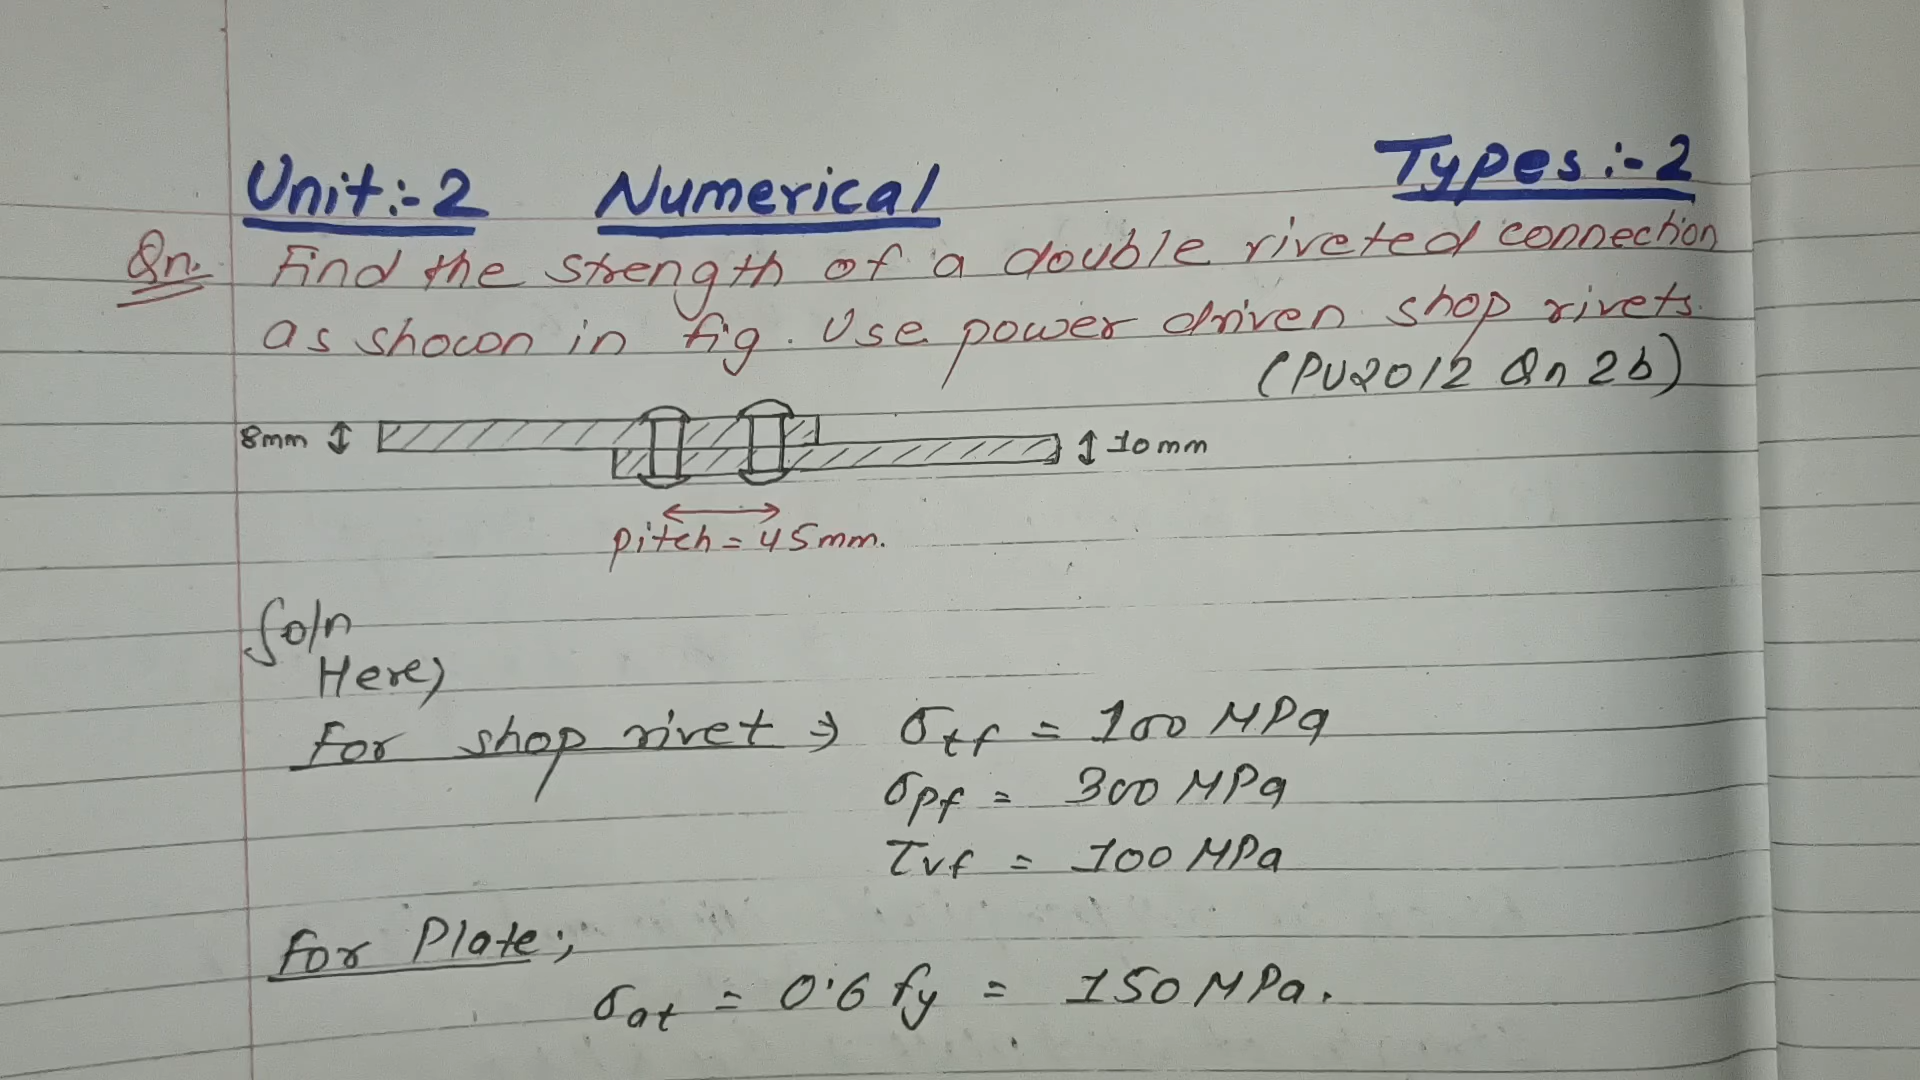 Unit:-2 Numerical Types:-2
Qn. Find the strength of a double riveted connection
as shown in fig. Use power driven shop rivets.
(PU2012 Qn 2b)
8mm 10mm
pitch = 45mm.
Soln
Here,
For shop rivet ⇒ σtf = 100 MPa
σpf = 300 MPa
τvf = 100 MPa
For Plate;
σat = 0.6 fy = 150 MPa.